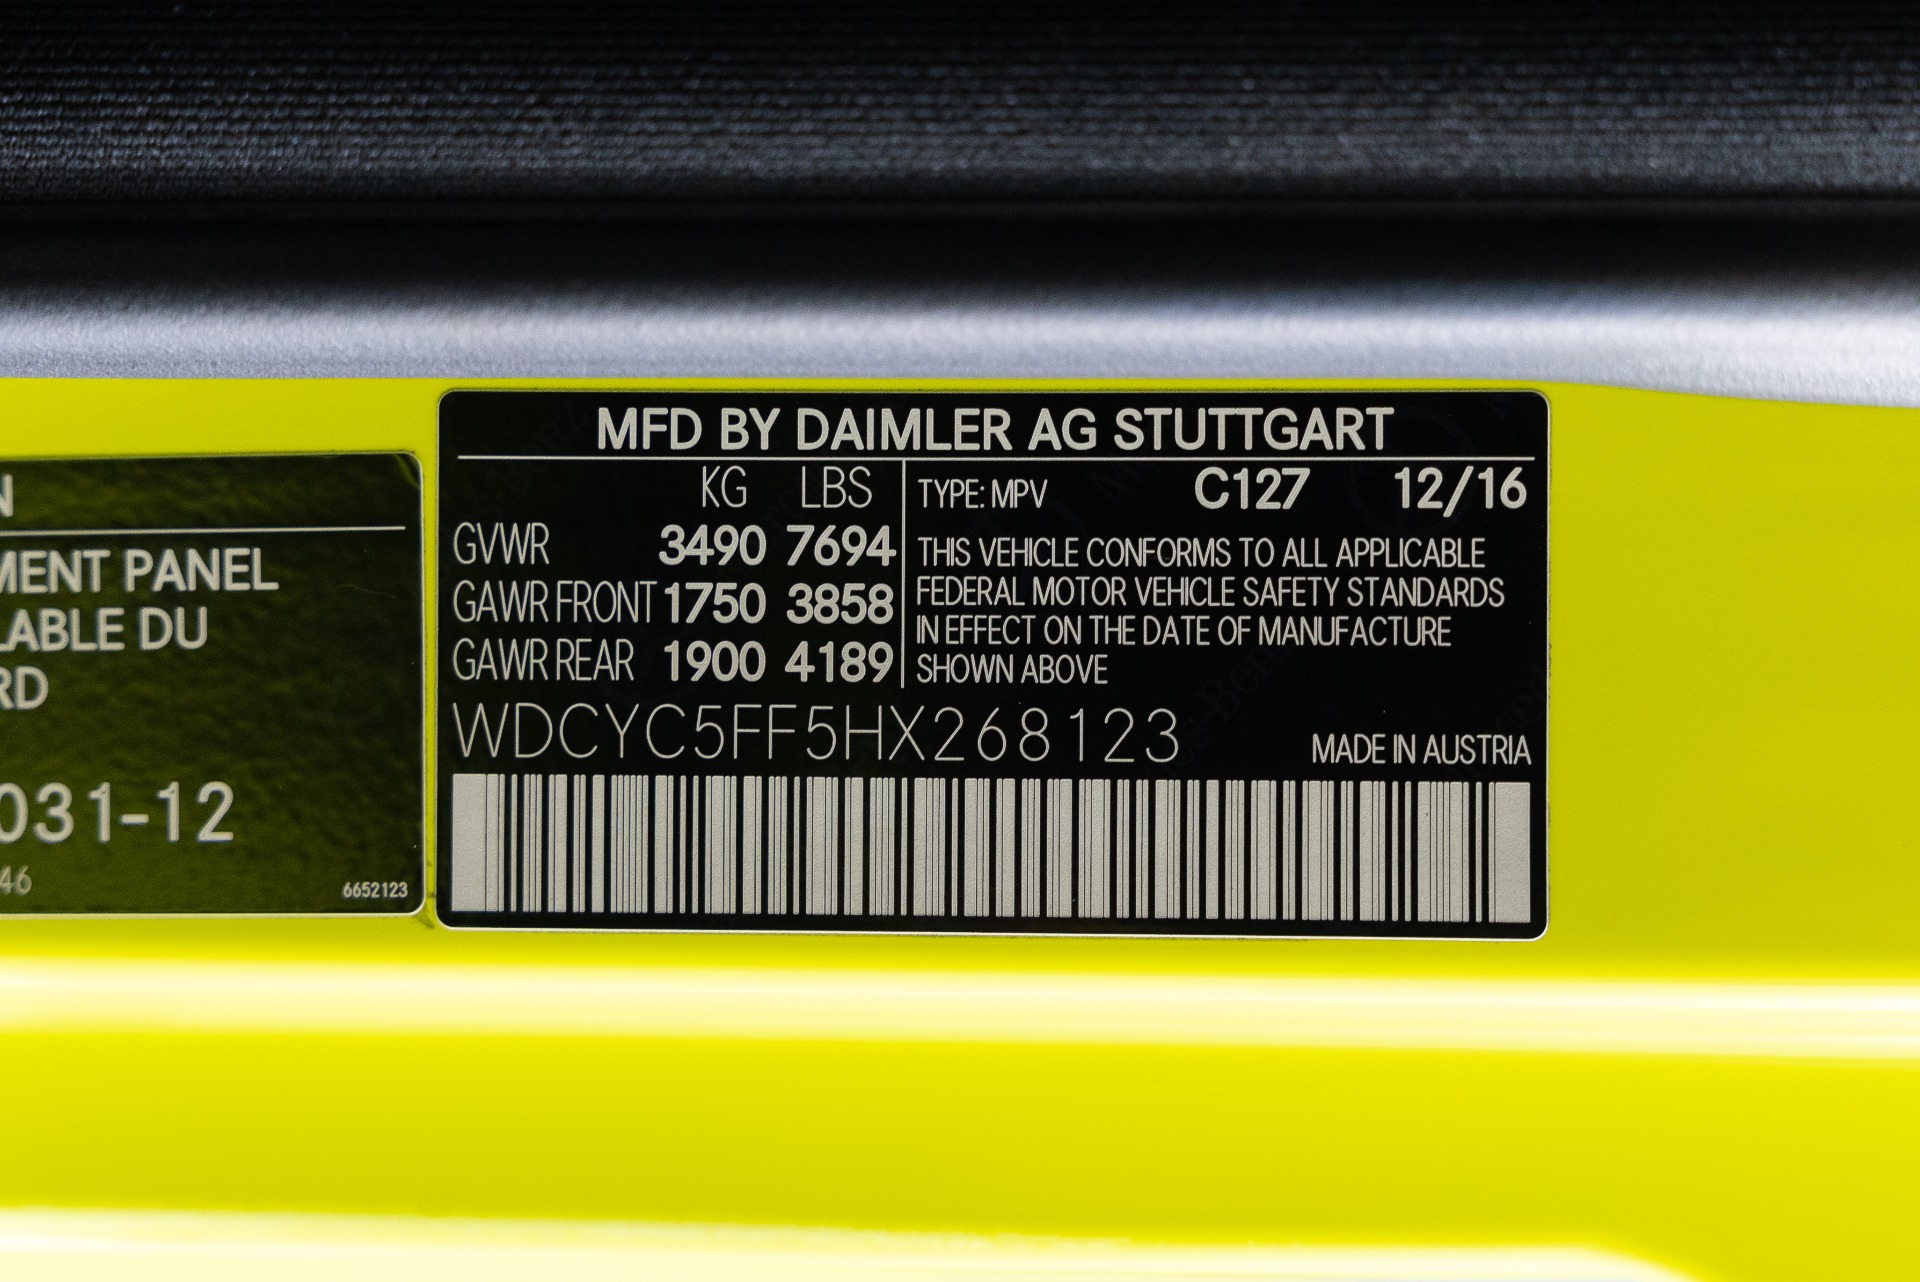 N
MENT PANEL
LABLE DU
RD
031-12
46
6652123
MFD BY DAIMLER AG STUTTGART
KG LBS
GVWR 3490 7694
GAWR FRONT 1750 3858
GAWR REAR 1900 4189
TYPE: MPV C127 12/16
THIS VEHICLE CONFORMS TO ALL APPLICABLE
FEDERAL MOTOR VEHICLE SAFETY STANDARDS
IN EFFECT ON THE DATE OF MANUFACTURE
SHOWN ABOVE
WDCYC5FF5HX268123
MADE IN AUSTRIA